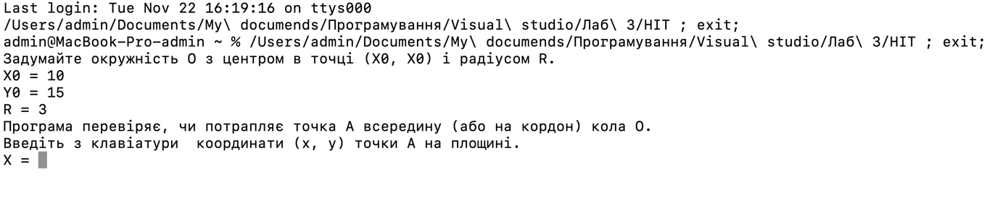 Last login: Tue Nov 22 16:19:16 on ttys000
/Users/admin/Documents/My\ documends/Програмування/Visual\ studio/Лаб\ 3/HIT ; exit;
admin@MacBook-Pro-admin ~ % /Users/admin/Documents/My\ documends/Програмування/Visual\ studio/Лаб\ 3/HIT ; exit;
Задумайте окружність О з центром в точці (X0, X0) і радіусом R.
X0 = 10
Y0 = 15
R = 3
Програма перевіряє, чи потрапляє точка А всередину (або на кордон) кола О.
Введіть з клавіатури  координати (x, y) точки А на площині.
X =